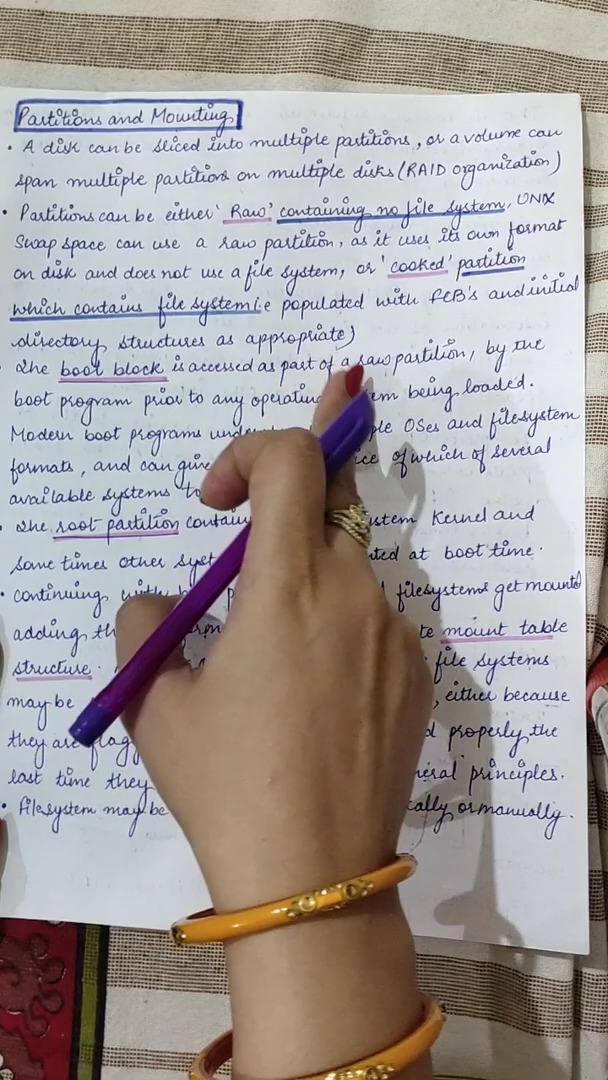 Partitions and Mounting
• A disk can be sliced into multiple partitions, or a volume can
span multiple partitions on multiple disks (RAID organization)
• Partitions can be either 'Raw' containing no file system, UNIX
Swap space can use a raw partition, as it uses its own format
on disk and does not use a file system, or 'cooked' partition
which contains file system i.e populated with FCB's and initial
directory structures as appropriate)
• The boot block is accessed as part of a raw partition, by the
boot program prior to any operating being loaded.
Modern boot programs OSes and filesystem
formats, and can give of which of several
available systems to
• The root partition Kernel and
some times other at boot time.
• Continuing with filesystems get mounted
adding mount table
structure. file systems
may be , either because
they are properly the
last time they principles.
• Filesystem may be or manually.